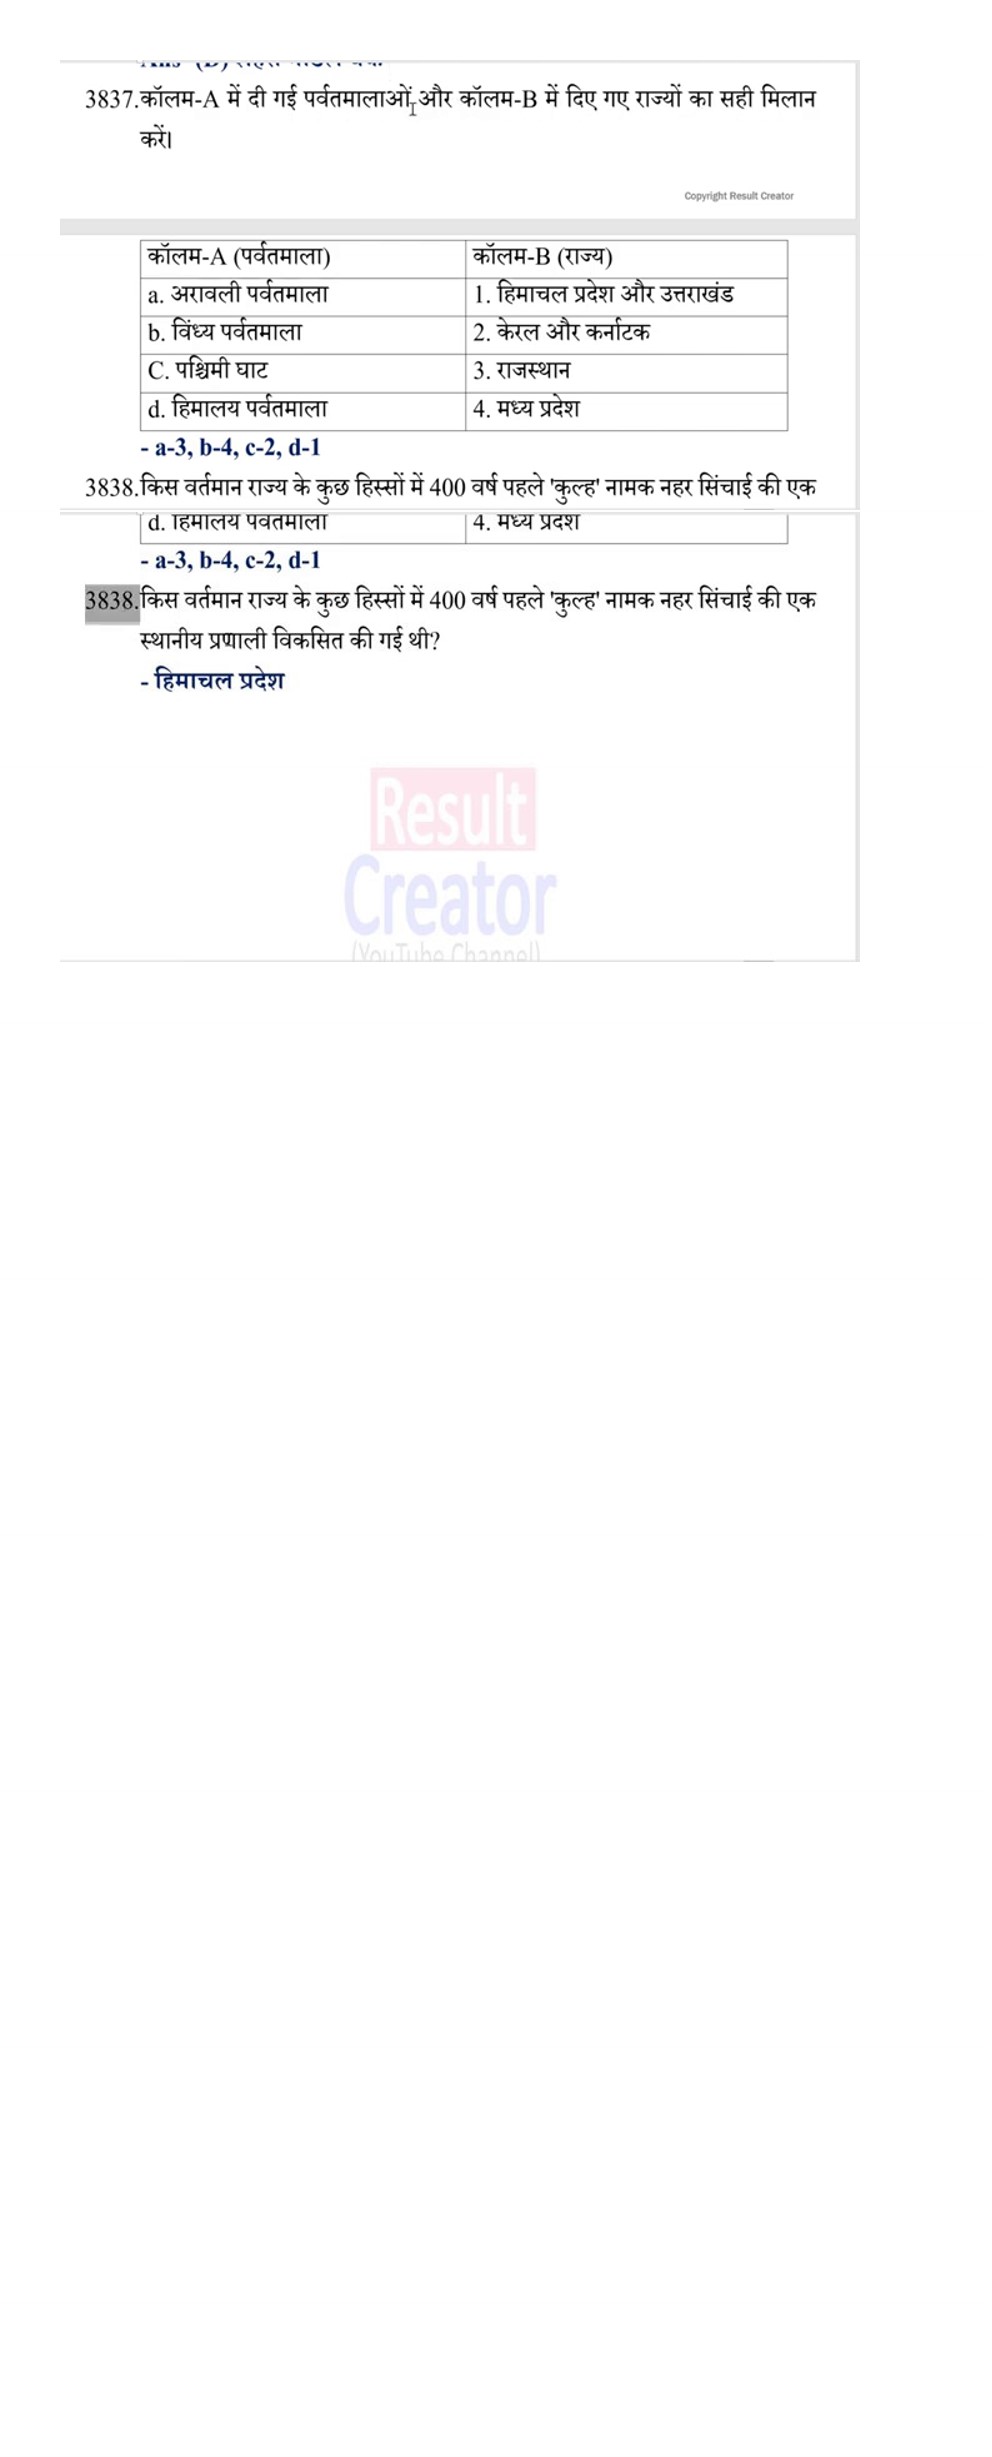 3837.कॉलम-A में दी गई पर्वतमालाओं और कॉलम-B में दिए गए राज्यों का सही मिलान
करें।
Copyright Result Creator
कॉलम-A (पर्वतमाला) कॉलम-B (राज्य)
a. अरावली पर्वतमाला 1. हिमाचल प्रदेश और उत्तराखंड
b. विंध्य पर्वतमाला 2. केरल और कर्नाटक
C. पश्चिमी घाट 3. राजस्थान
d. हिमालय पर्वतमाला 4. मध्य प्रदेश
- a-3, b-4, c-2, d-1
3838.किस वर्तमान राज्य के कुछ हिस्सों में 400 वर्ष पहले 'कुल्ह' नामक नहर सिंचाई की एक
d. हिमालय पर्वतमाला 4. मध्य प्रदेश
- a-3, b-4, c-2, d-1
3838.किस वर्तमान राज्य के कुछ हिस्सों में 400 वर्ष पहले 'कुल्ह' नामक नहर सिंचाई की एक
स्थानीय प्रणाली विकसित की गई थी?
- हिमाचल प्रदेश
Result
Creator
(YouTube Channel)